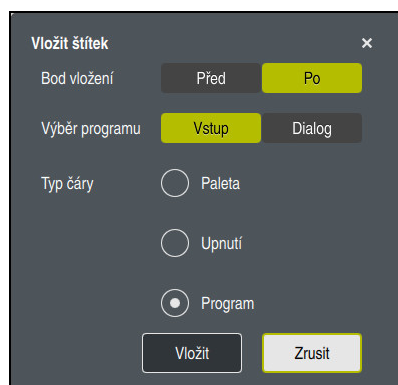 Vložit štítek ×
Bod vložení Před Po
Výběr programu Vstup Dialog
Typ čáry Paleta
Upnutí
Program
Vložit Zrusit